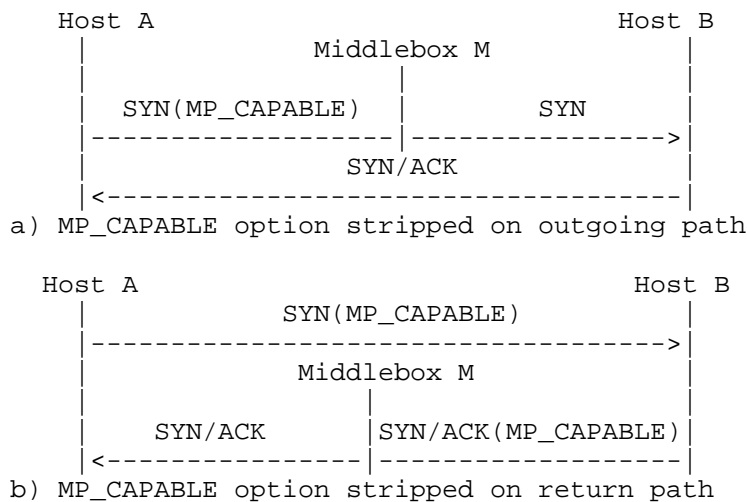 Host A Host B
Middlebox M
SYN(MP_CAPABLE) SYN
SYN/ACK
a) MP_CAPABLE option stripped on outgoing path
Host A Host B
SYN(MP_CAPABLE)
Middlebox M
SYN/ACK SYN/ACK(MP_CAPABLE)
b) MP_CAPABLE option stripped on return path